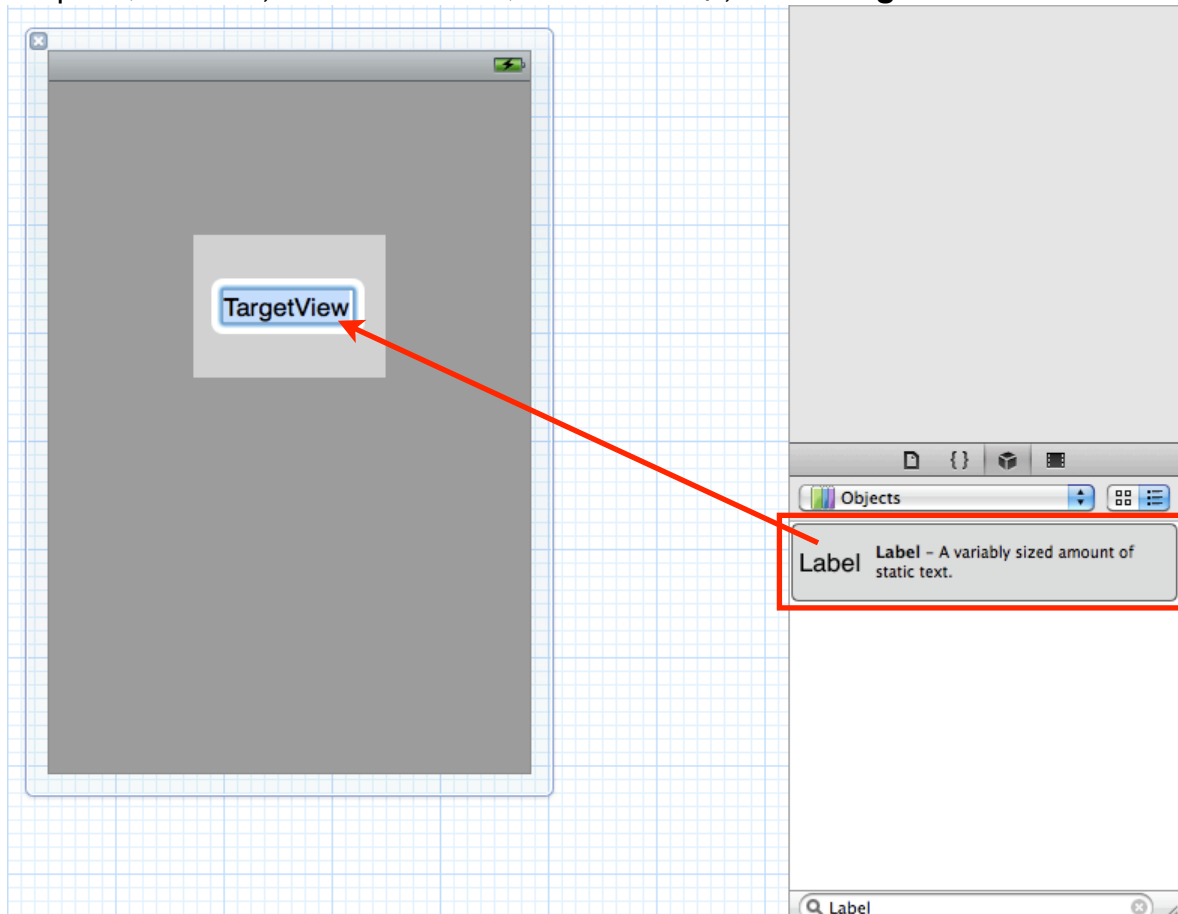 TargetView
{}
Objects
Label
Label – A variably sized amount of
static text.
Label